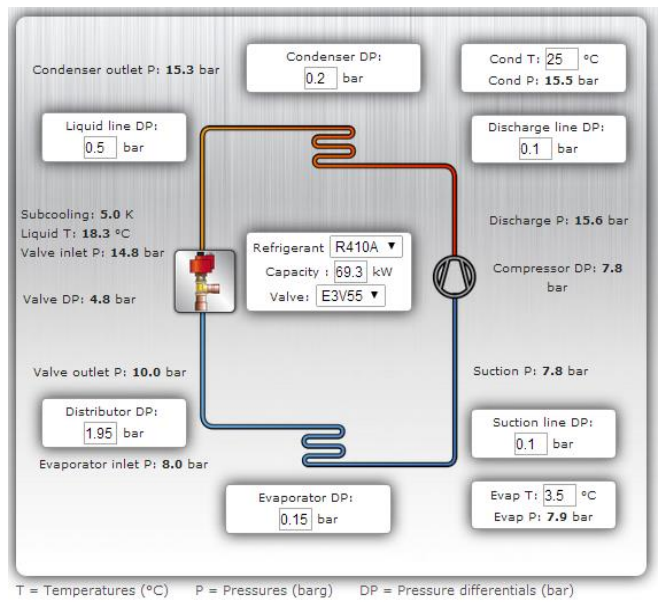 Condenser outlet P: 15.3 bar
Condenser DP:
0.2 bar
Cond T: 25 °C
Cond P: 15.5 bar
Liquid line DP:
0.5 bar
Discharge line DP:
0.1 bar
Subcooling: 5.0 K
Liquid T: 18.3 °C
Valve inlet P: 14.8 bar
Discharge P: 15.6 bar
Refrigerant R410A ▼
Capacity : 69.3 kW
Valve: E3V55 ▼
Compressor DP: 7.8
bar
Valve DP: 4.8 bar
Valve outlet P: 10.0 bar
Suction P: 7.8 bar
Distributor DP:
1.95 bar
Suction line DP:
0.1 bar
Evaporator inlet P: 8.0 bar
Evaporator DP:
0.15 bar
Evap T: 3.5 °C
Evap P: 7.9 bar
T = Temperatures (°C) P = Pressures (barg) DP = Pressure differentials (bar)